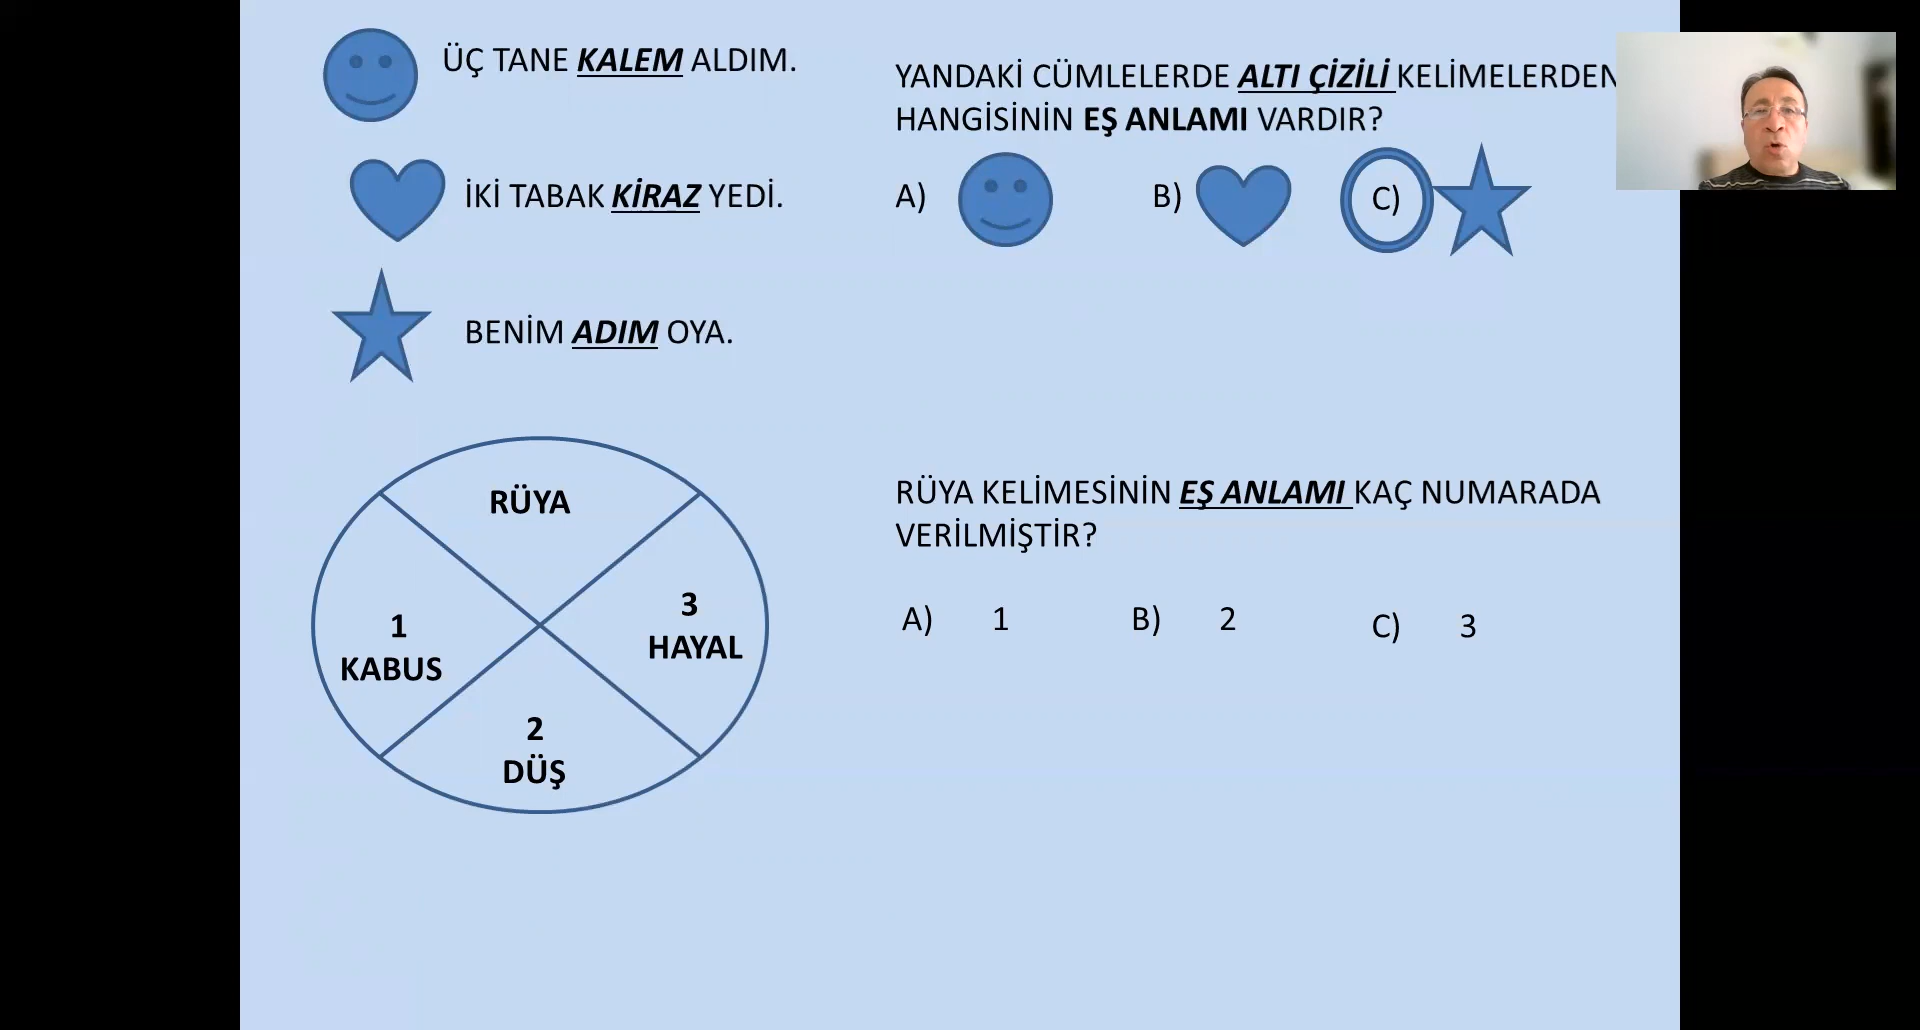 ÜÇ TANE KALEM ALDIM.
İKİ TABAK KİRAZ YEDİ.
BENİM ADIM OYA.
YANDAKİ CÜMLELERDE ALTI ÇİZİLİ KELİMELERDEN
HANGİSİNİN EŞ ANLAMI VARDIR?
A) B) C)
RÜYA
1
KABUS
3
HAYAL
2
DÜŞ
RÜYA KELİMESİNİN EŞ ANLAMI KAÇ NUMARADA
VERİLMİŞTİR?
A) 1 B) 2 C) 3